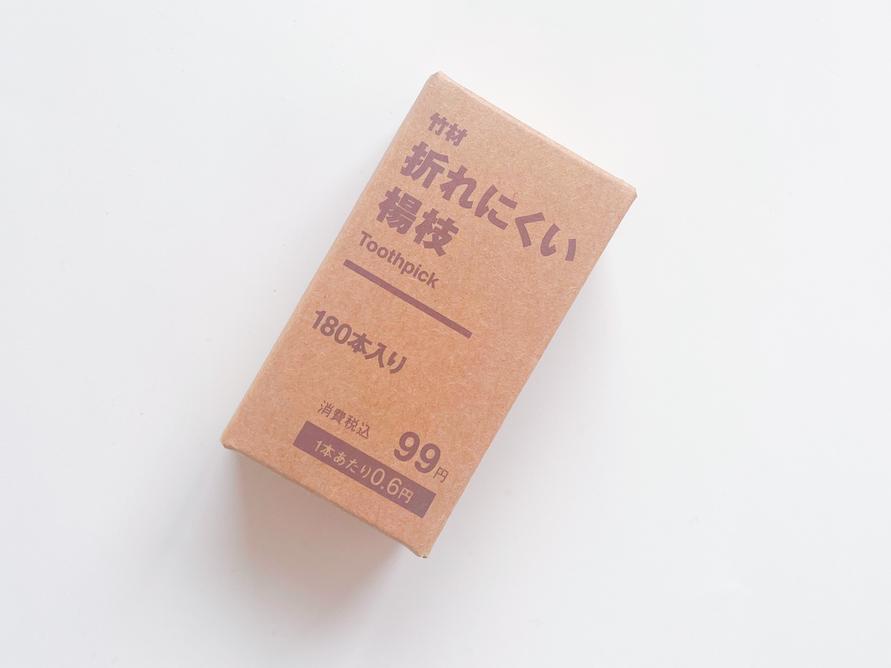 竹材
折れにくい
楊枝
Toothpick
180本入り
消費税込 99円
1本あたり0.6円